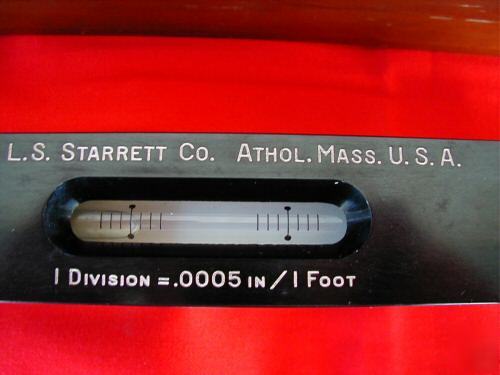 L.S. STARRETT CO. ATHOL. MASS. U.S.A.
1 DIVISION = .0005 IN / 1 FOOT